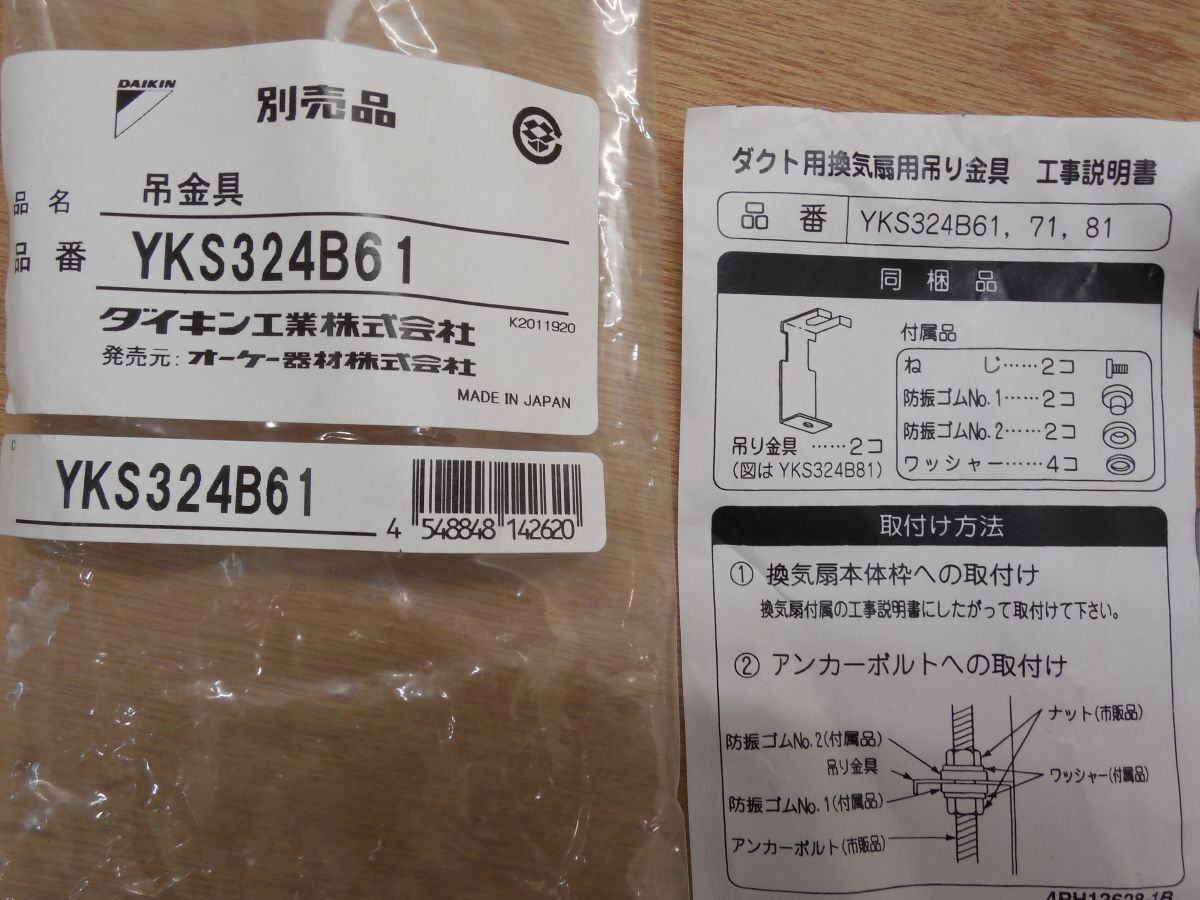 DAIKIN
別売品
品名 吊金具
品番 YKS324B61
ダイキン工業株式会社
K2011920
発売元:オーケー器材株式会社
MADE IN JAPAN
C
YKS324B61
4 548848 142620
ダクト用換気扇用吊り金具 工事説明書
品番 YKS324B61, 71, 81
同梱品
付属品
ねじ……2コ
防振ゴムNo.1……2コ
防振ゴムNo.2……2コ
ワッシャー……4コ
吊り金具……2コ
(図は YKS324B81)
取付け方法
① 換気扇本体枠への取付け
換気扇付属の工事説明書にしたがって取付けて下さい。
② アンカーボルトへの取付け
ナット(市販品)
防振ゴムNo.2(付属品)
吊り金具
ワッシャー(付属品)
防振ゴムNo.1(付属品)
アンカーボルト(市販品)